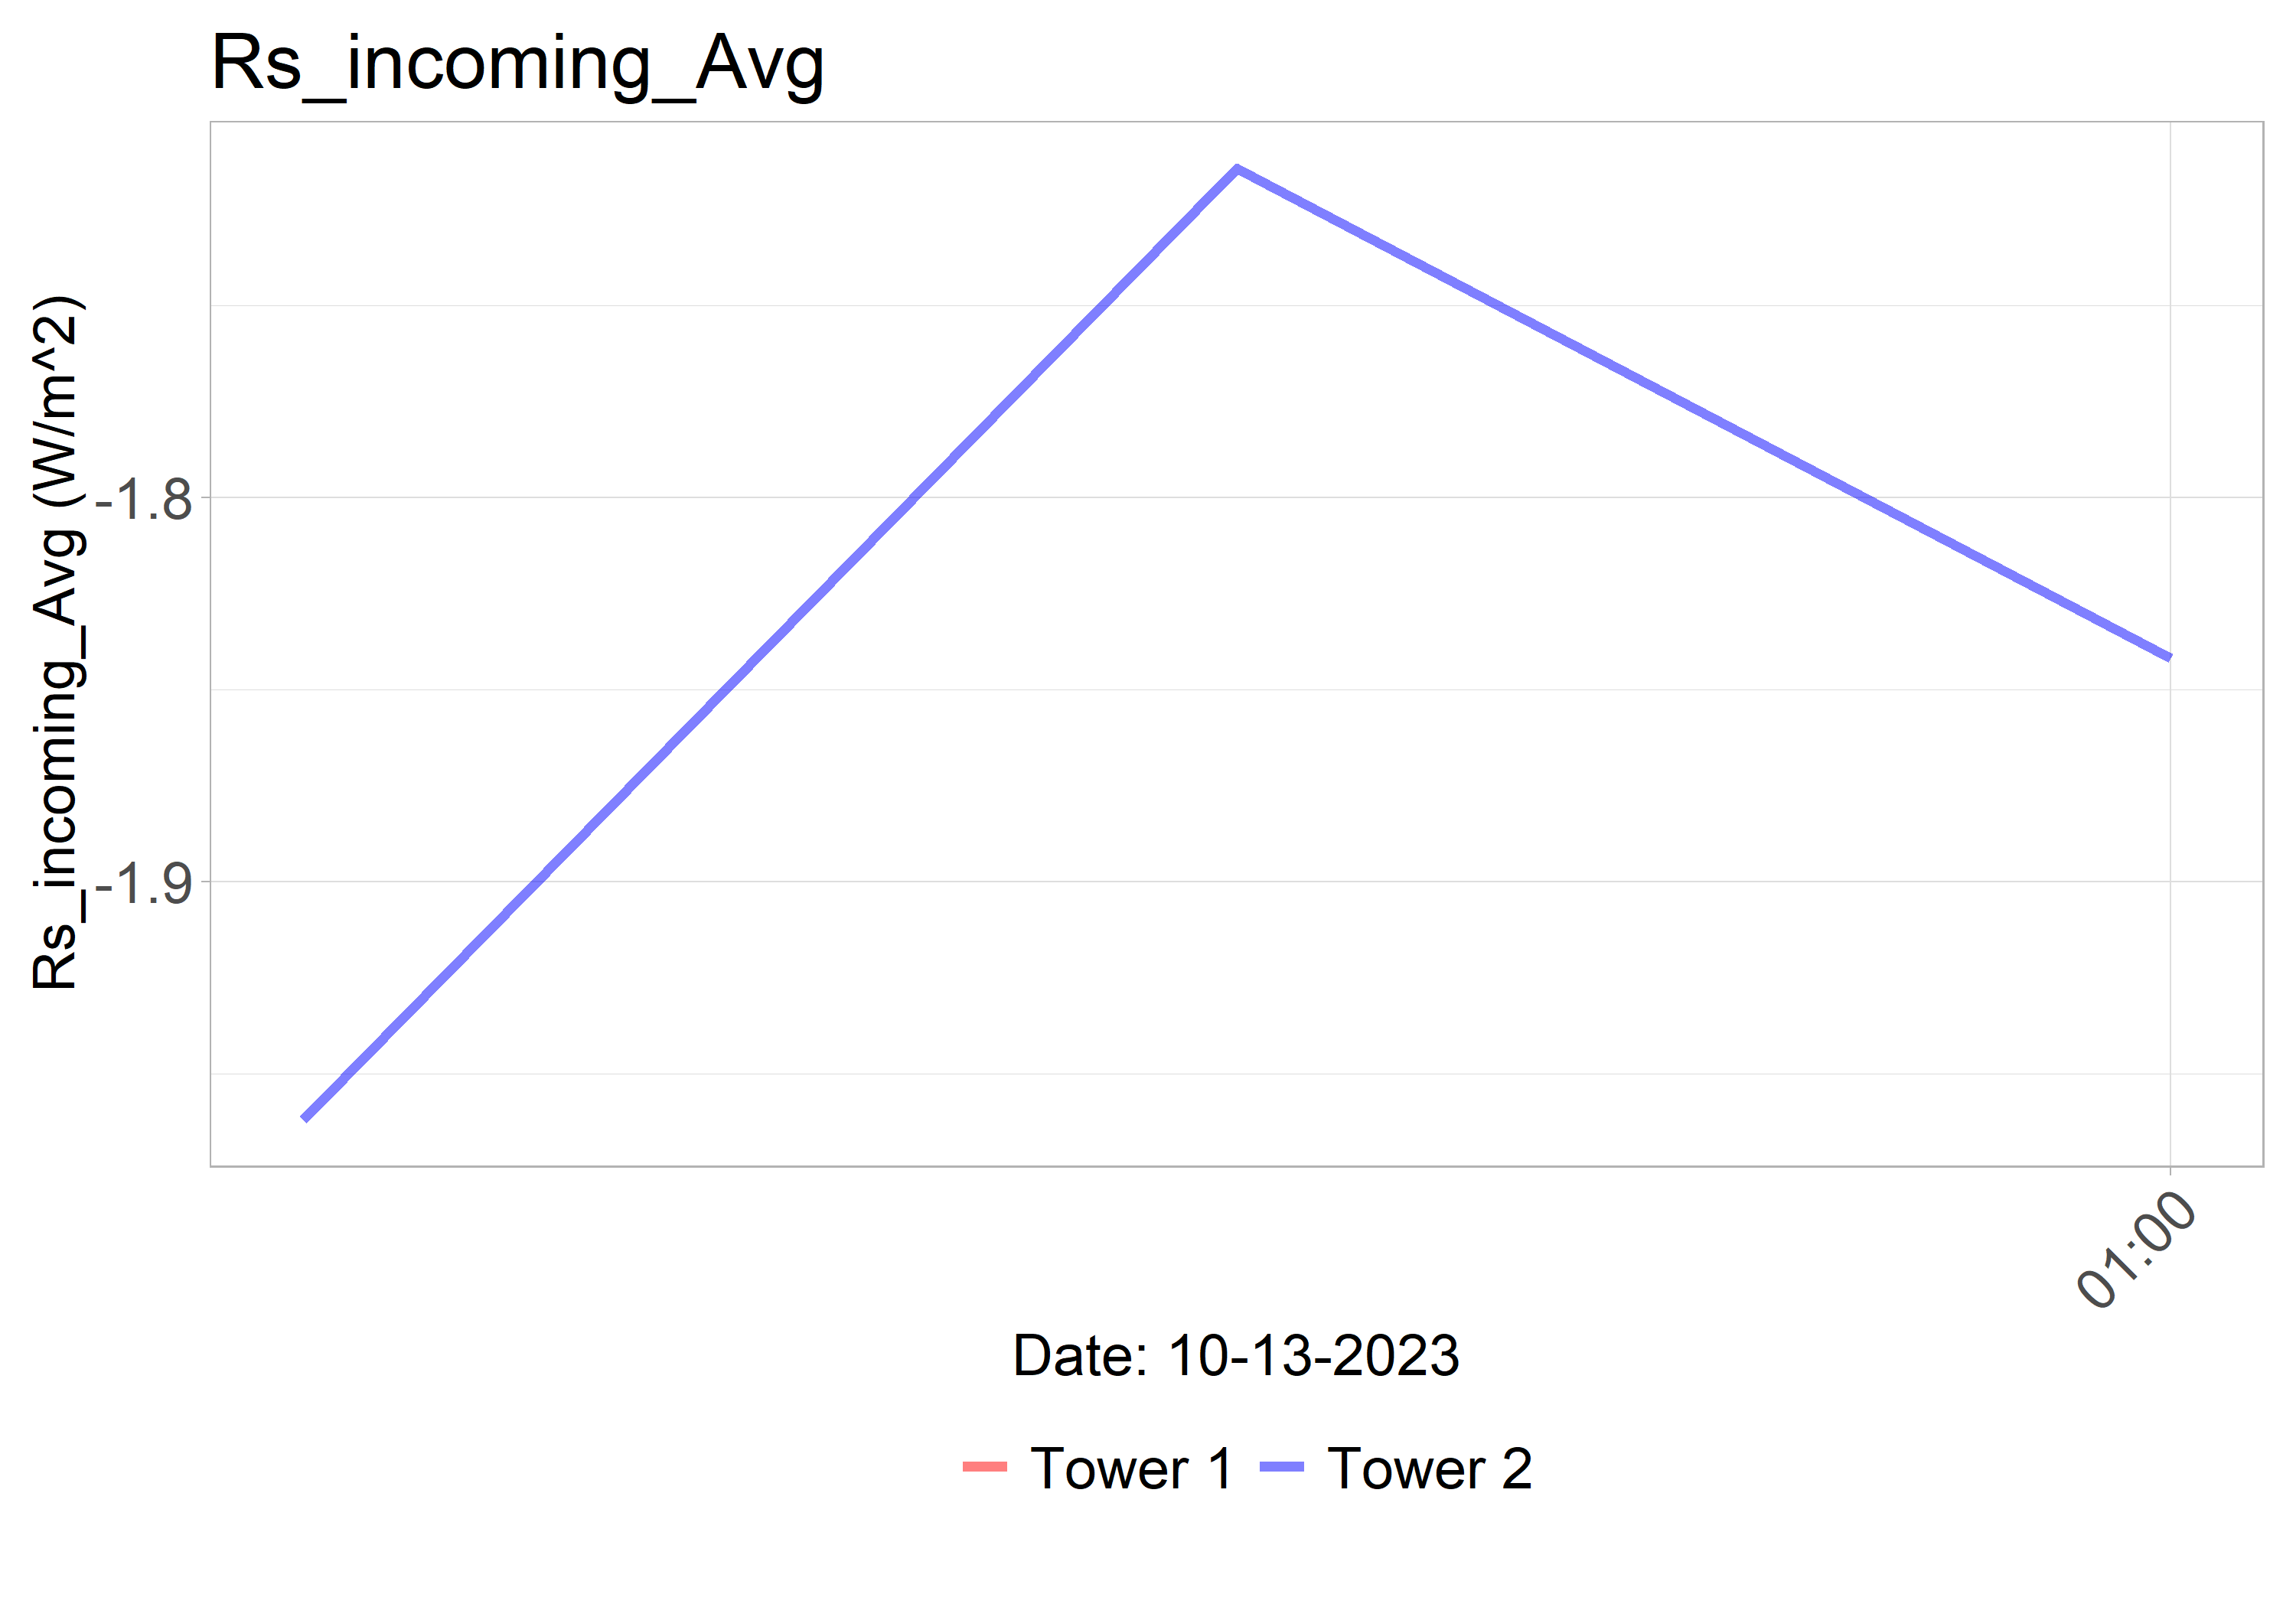 Rs_incoming_Avg
Rs_incoming_Avg (W/m^2)
-1.8
-1.9
01:00
Date: 10-13-2023
Tower 1 Tower 2